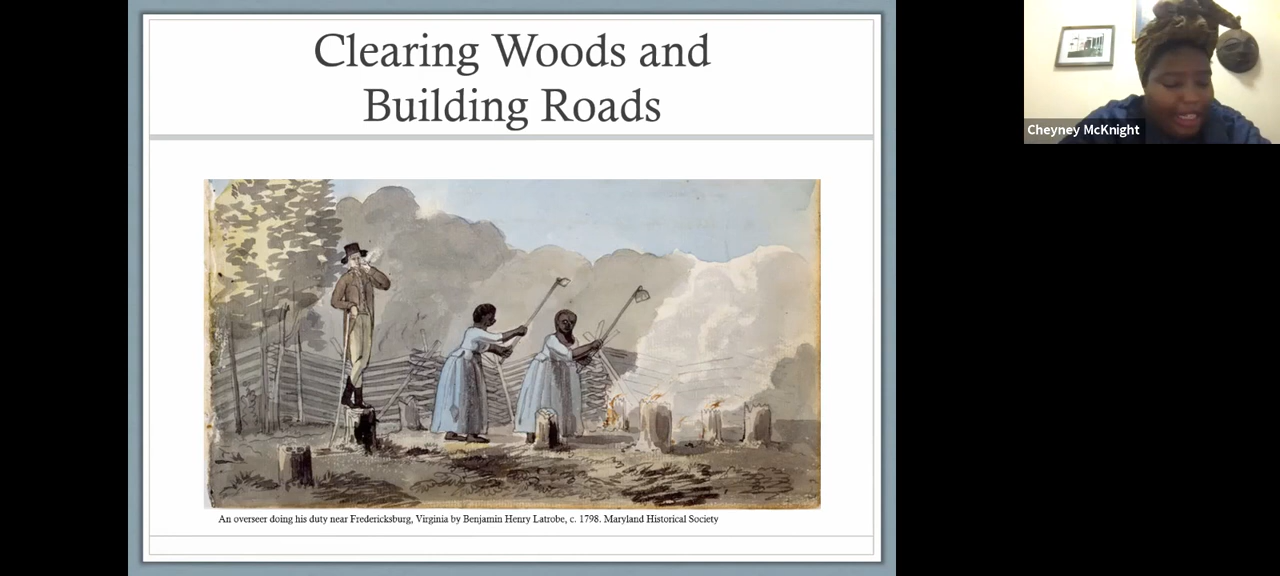 Clearing Woods and
Building Roads
An overseer doing his duty near Fredericksburg, Virginia by Benjamin Henry Latrobe, c. 1798. Maryland Historical Society
Cheyney McKnight